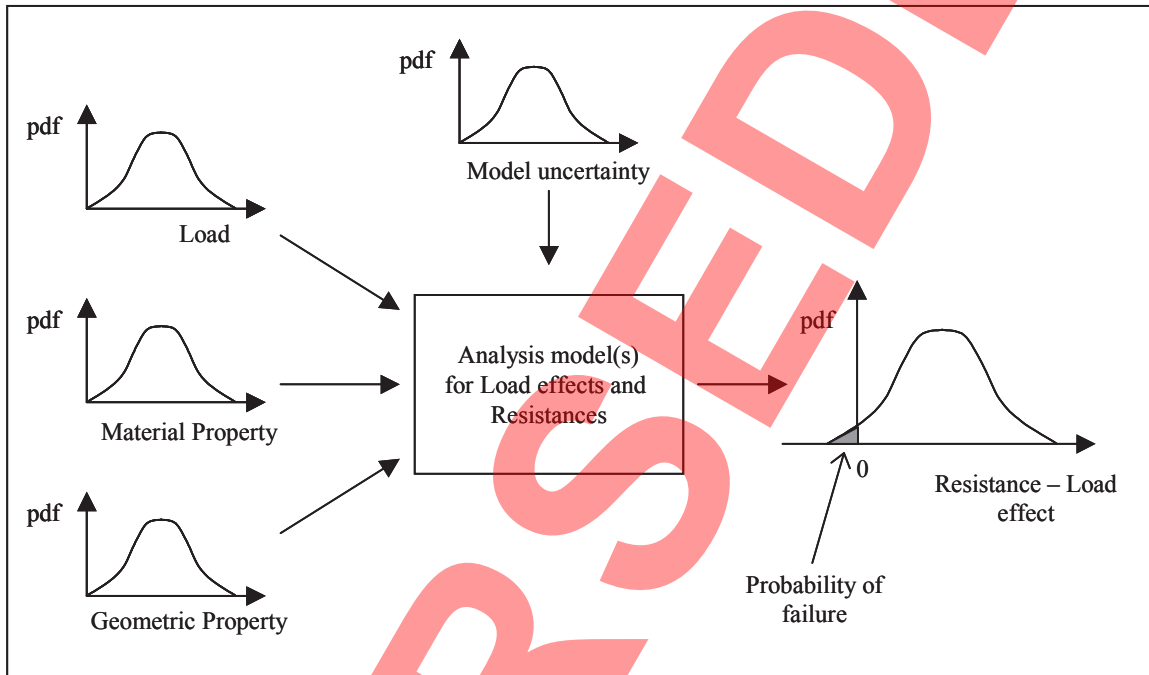 pdf
Model uncertainty
pdf
Load
pdf
Material Property
pdf
Geometric Property
Analysis model(s)
for Load effects and
Resistances
pdf
0
Resistance – Load
effect
Probability of
failure
RSED